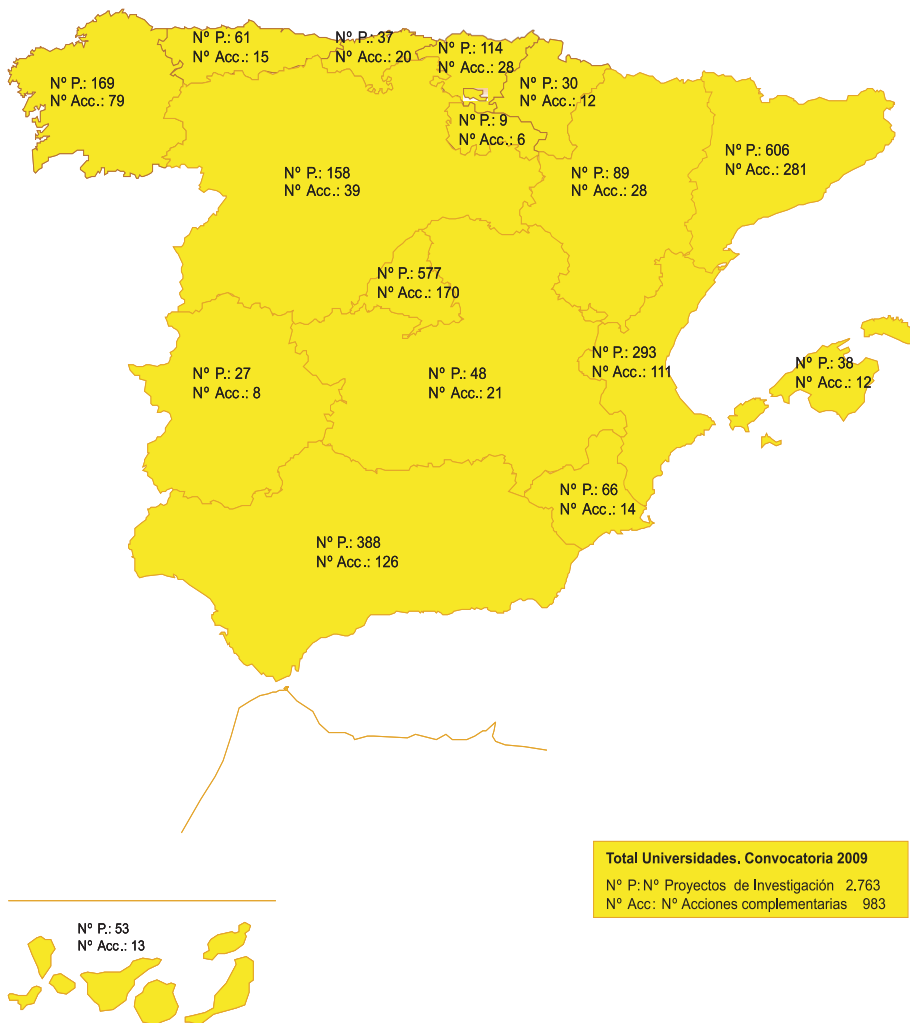 Nº P.: 61
Nº Acc.: 15
Nº P.: 37
Nº Acc.: 20
Nº P.: 114
Nº Acc.: 28
Nº P.: 169
Nº Acc.: 79
Nº P.: 30
Nº Acc.: 12
Nº P.: 9
Nº Acc.: 6
Nº P.: 606
Nº Acc.: 281
Nº P.: 158
Nº Acc.: 39
Nº P.: 89
Nº Acc.: 28
Nº P.: 577
Nº Acc.: 170
Nº P.: 293
Nº Acc.: 111
Nº P.: 38
Nº Acc.: 12
Nº P.: 27
Nº Acc.: 8
Nº P.: 48
Nº Acc.: 21
Nº P.: 66
Nº Acc.: 14
Nº P.: 388
Nº Acc.: 126
Total Universidades. Convocatoria 2009
Nº P: Nº Proyectos de Investigación 2.763
Nº Acc: Nº Acciones complementarias 983
Nº P.: 53
Nº Acc.: 13